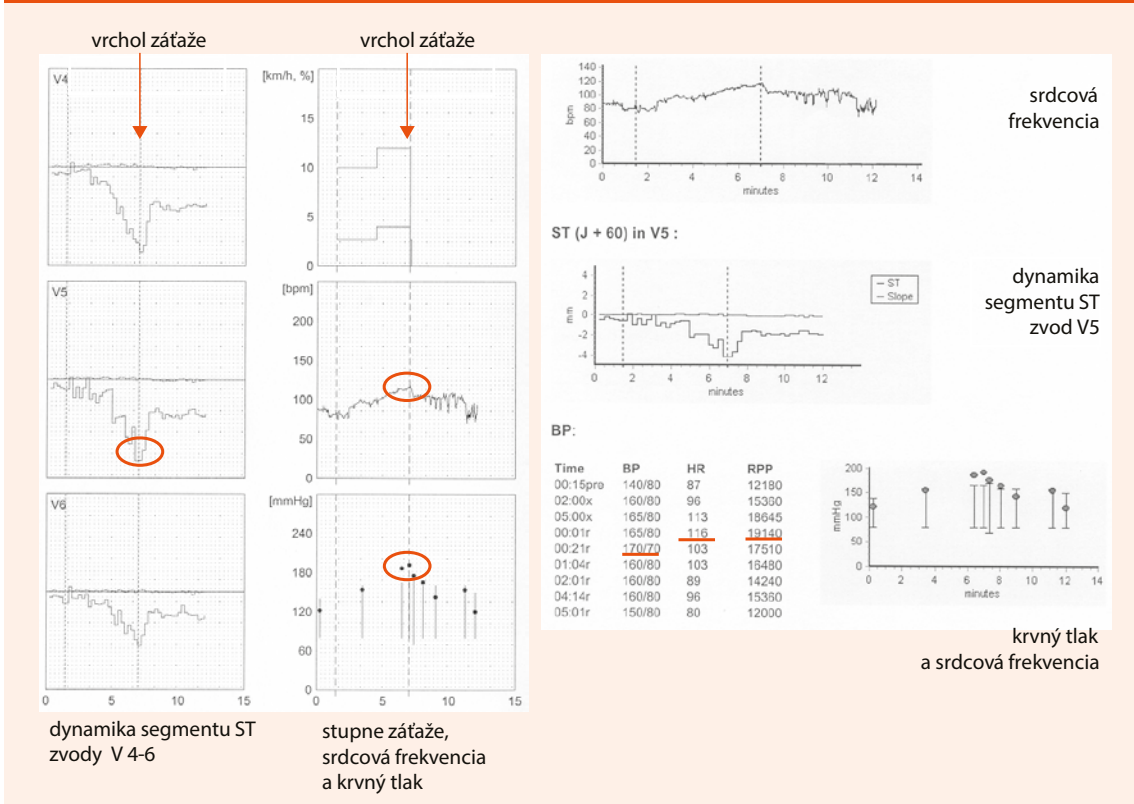 vrchol záťaže
vrchol záťaže
V4
[km/h, %]
15
10
5
0
V5
[bpm]
200
150
100
50
0
V6
[mmHg]
240
180
120
60
0
0 5 10 15
0 5 10 15
dynamika segmentu ST
zvody V 4-6
stupne záťaže,
srdcová frekvencia
a krvný tlak
140
120
100
80
60
40
20
0
bpm
0 2 4 6 8 10 12 14
minutes
srdcová
frekvencia
ST (J + 60) in V5 :
4
2
0
-2
-4
mm
ST
Slope
0 2 4 6 8 10 12
minutes
dynamika
segmentu ST
zvod V5
BP:
Time BP HR RPP
00:15pre 140/80 87 12180
02:00x 160/80 96 15360
05:00x 165/80 113 18645
00:01r 165/80 116 19140
00:21r 170/70 103 17510
01:04r 160/80 103 16480
02:01r 160/80 89 14240
04:14r 160/80 96 15360
05:01r 150/80 80 12000
200
150
100
50
0
mmHg
0 2 4 6 8 10 12 14
minutes
krvný tlak
a srdcová frekvencia